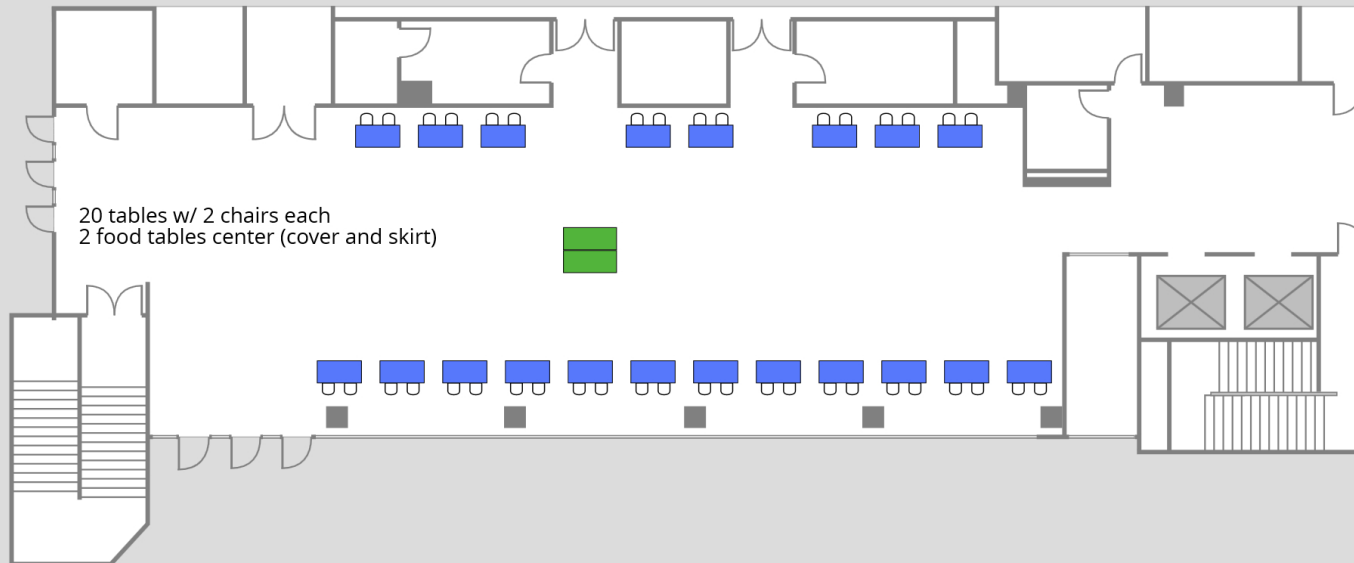 20 tables w/ 2 chairs each
2 food tables center (cover and skirt)